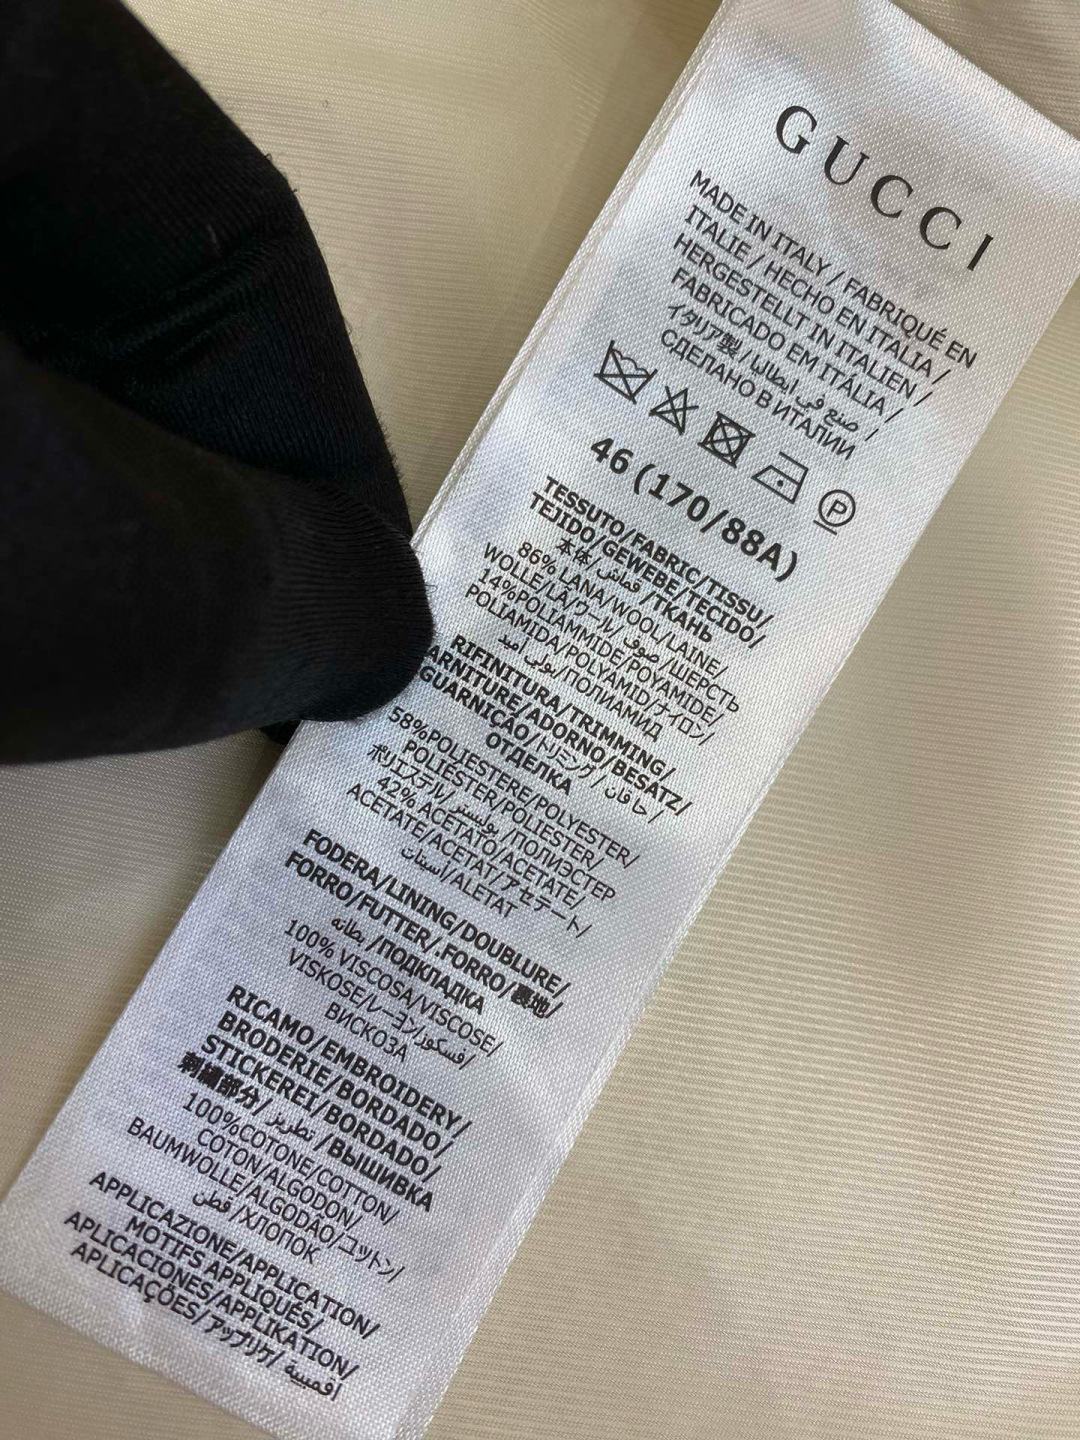 GUCCI
MADE IN ITALY / FABRIQUÉ EN
ITALIE / HECHO EN ITALIA /
HERGESTELLT IN ITALIEN /
FABRICADO EM ITÁLIA /
イタリア製 / صنع في ايطاليا /
СДЕЛАНО В ИТАЛИИ
P
46 (170/88A)
TESSUTO/FABRIC/TISSU/
TEJIDO/GEWEBE/TECIDO/
本体/ قماش /ТКАНЬ
86% LANA/WOOL/LAINE/
WOLLE/LÃ/ウール/ صوف /ШЕРСТЬ
14%POLIAMMIDE/POYAMIDE/
POLIAMIDA/POLYAMID/ナイロン/
بولي اميد/ПОЛИАМИД
RIFINITURA/TRIMMING/
ARNITURE/ADORNO/BESATZ/
GUARNIÇÃO/トリミング/ حافان /
ОТДЕЛКА
58%POLIESTERE/POLYESTER/
POLIÉSTER/POLIESTER/
ポリエステル/ بوليستر /ПОЛИЭСТЕР
42% ACETATO/ACETATE/
ACETATE/ACETAT/アセテート/
أسيتات/ALETAT
FODERA/LINING/DOUBLURE/
FORRO/FUTTER/.FORRO/裏地/
بطانه /ПОДКЛАДКА
100% VISCOSA/VISCOSE/
VISKOSE/レーヨン/فسكوز/
ВИСКОЗА
RICAMO/EMBROIDERY/
BRODERIE/BORDADO/
STICKEREI/BORDADO/
刺繍部分/ تطريز /ВЫШИВКА
100%COTONE/COTTON/
COTON/ALGODON/
BAUMWOLLE/ALGODÃO/コットン/
قطن /ХЛОПОК
APPLICAZIONE/APPLICATION/
MOTIFS APPLIQUÉS/
APLICACIONES/APPLIKATION/
APLICAÇÕES/アップリケ/